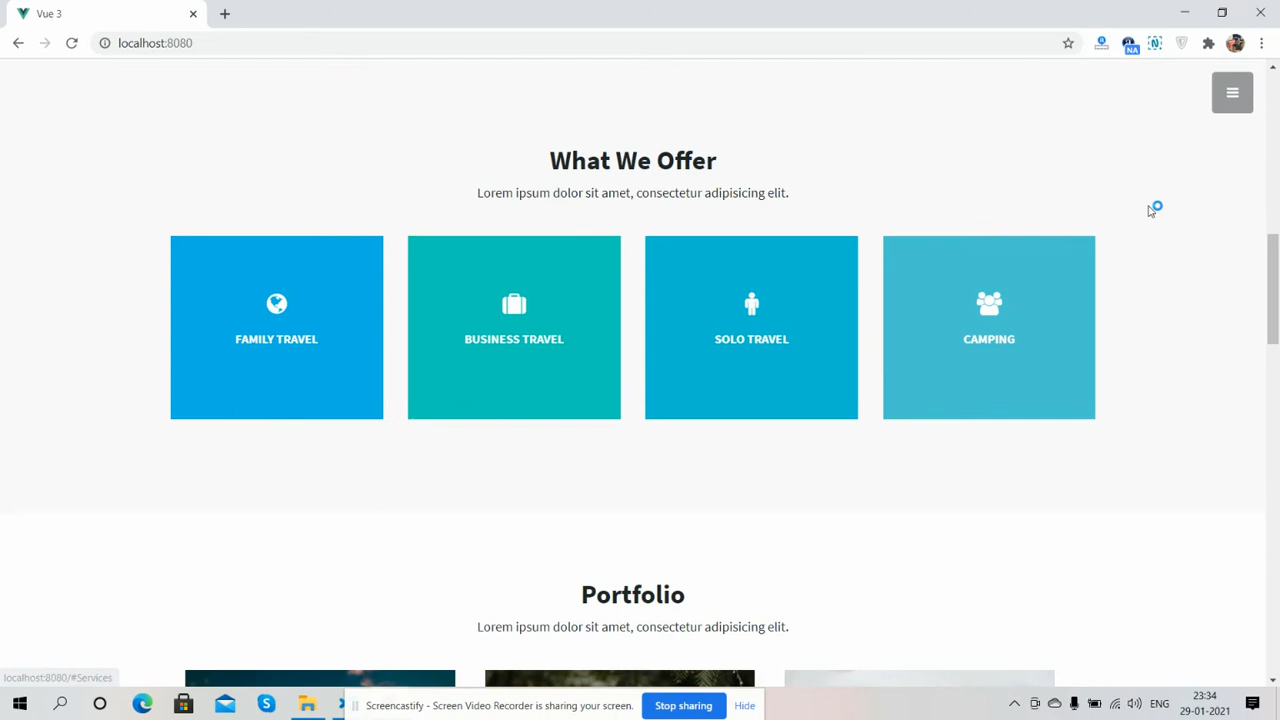 Vue 3
localhost:8080
NA
What We Offer
Lorem ipsum dolor sit amet, consectetur adipisicing elit.
FAMILY TRAVEL
BUSINESS TRAVEL
SOLO TRAVEL
CAMPING
Portfolio
Lorem ipsum dolor sit amet, consectetur adipisicing elit.
localhost:8080/#Services
Screencastify - Screen Video Recorder is sharing your screen.
Stop sharing
Hide
ENG
23:34
29-01-2021